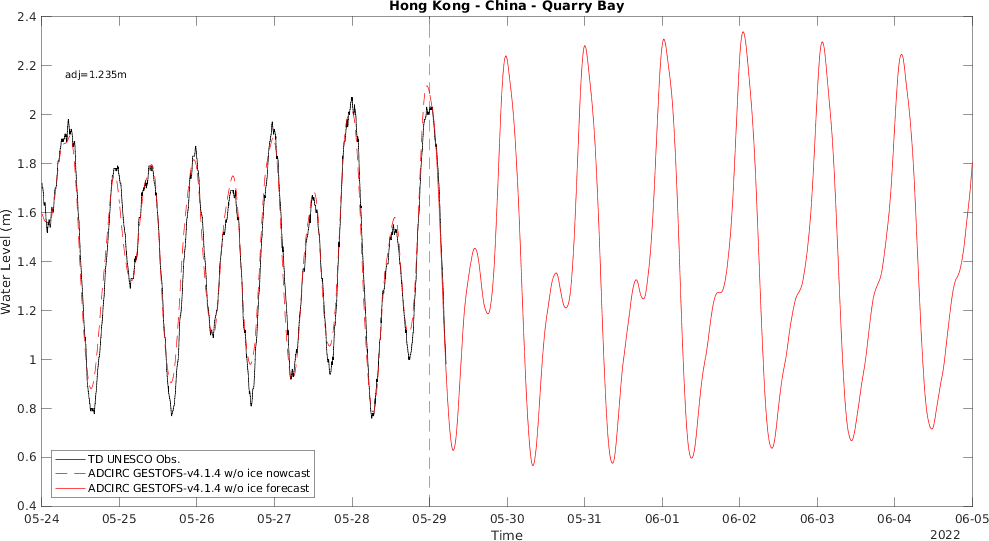 Hong Kong - China - Quarry Bay
2.4
2.2
2
1.8
1.6
1.4
1.2
1
0.8
0.6
0.4
Water Level (m)
adj=1.235m
TD UNESCO Obs.
ADCIRC GESTOFS-v4.1.4 w/o ice nowcast
ADCIRC GESTOFS-v4.1.4 w/o ice forecast
05-24 05-25 05-26 05-27 05-28 05-29 05-30 05-31 06-01 06-02 06-03 06-04 06-05
Time
2022